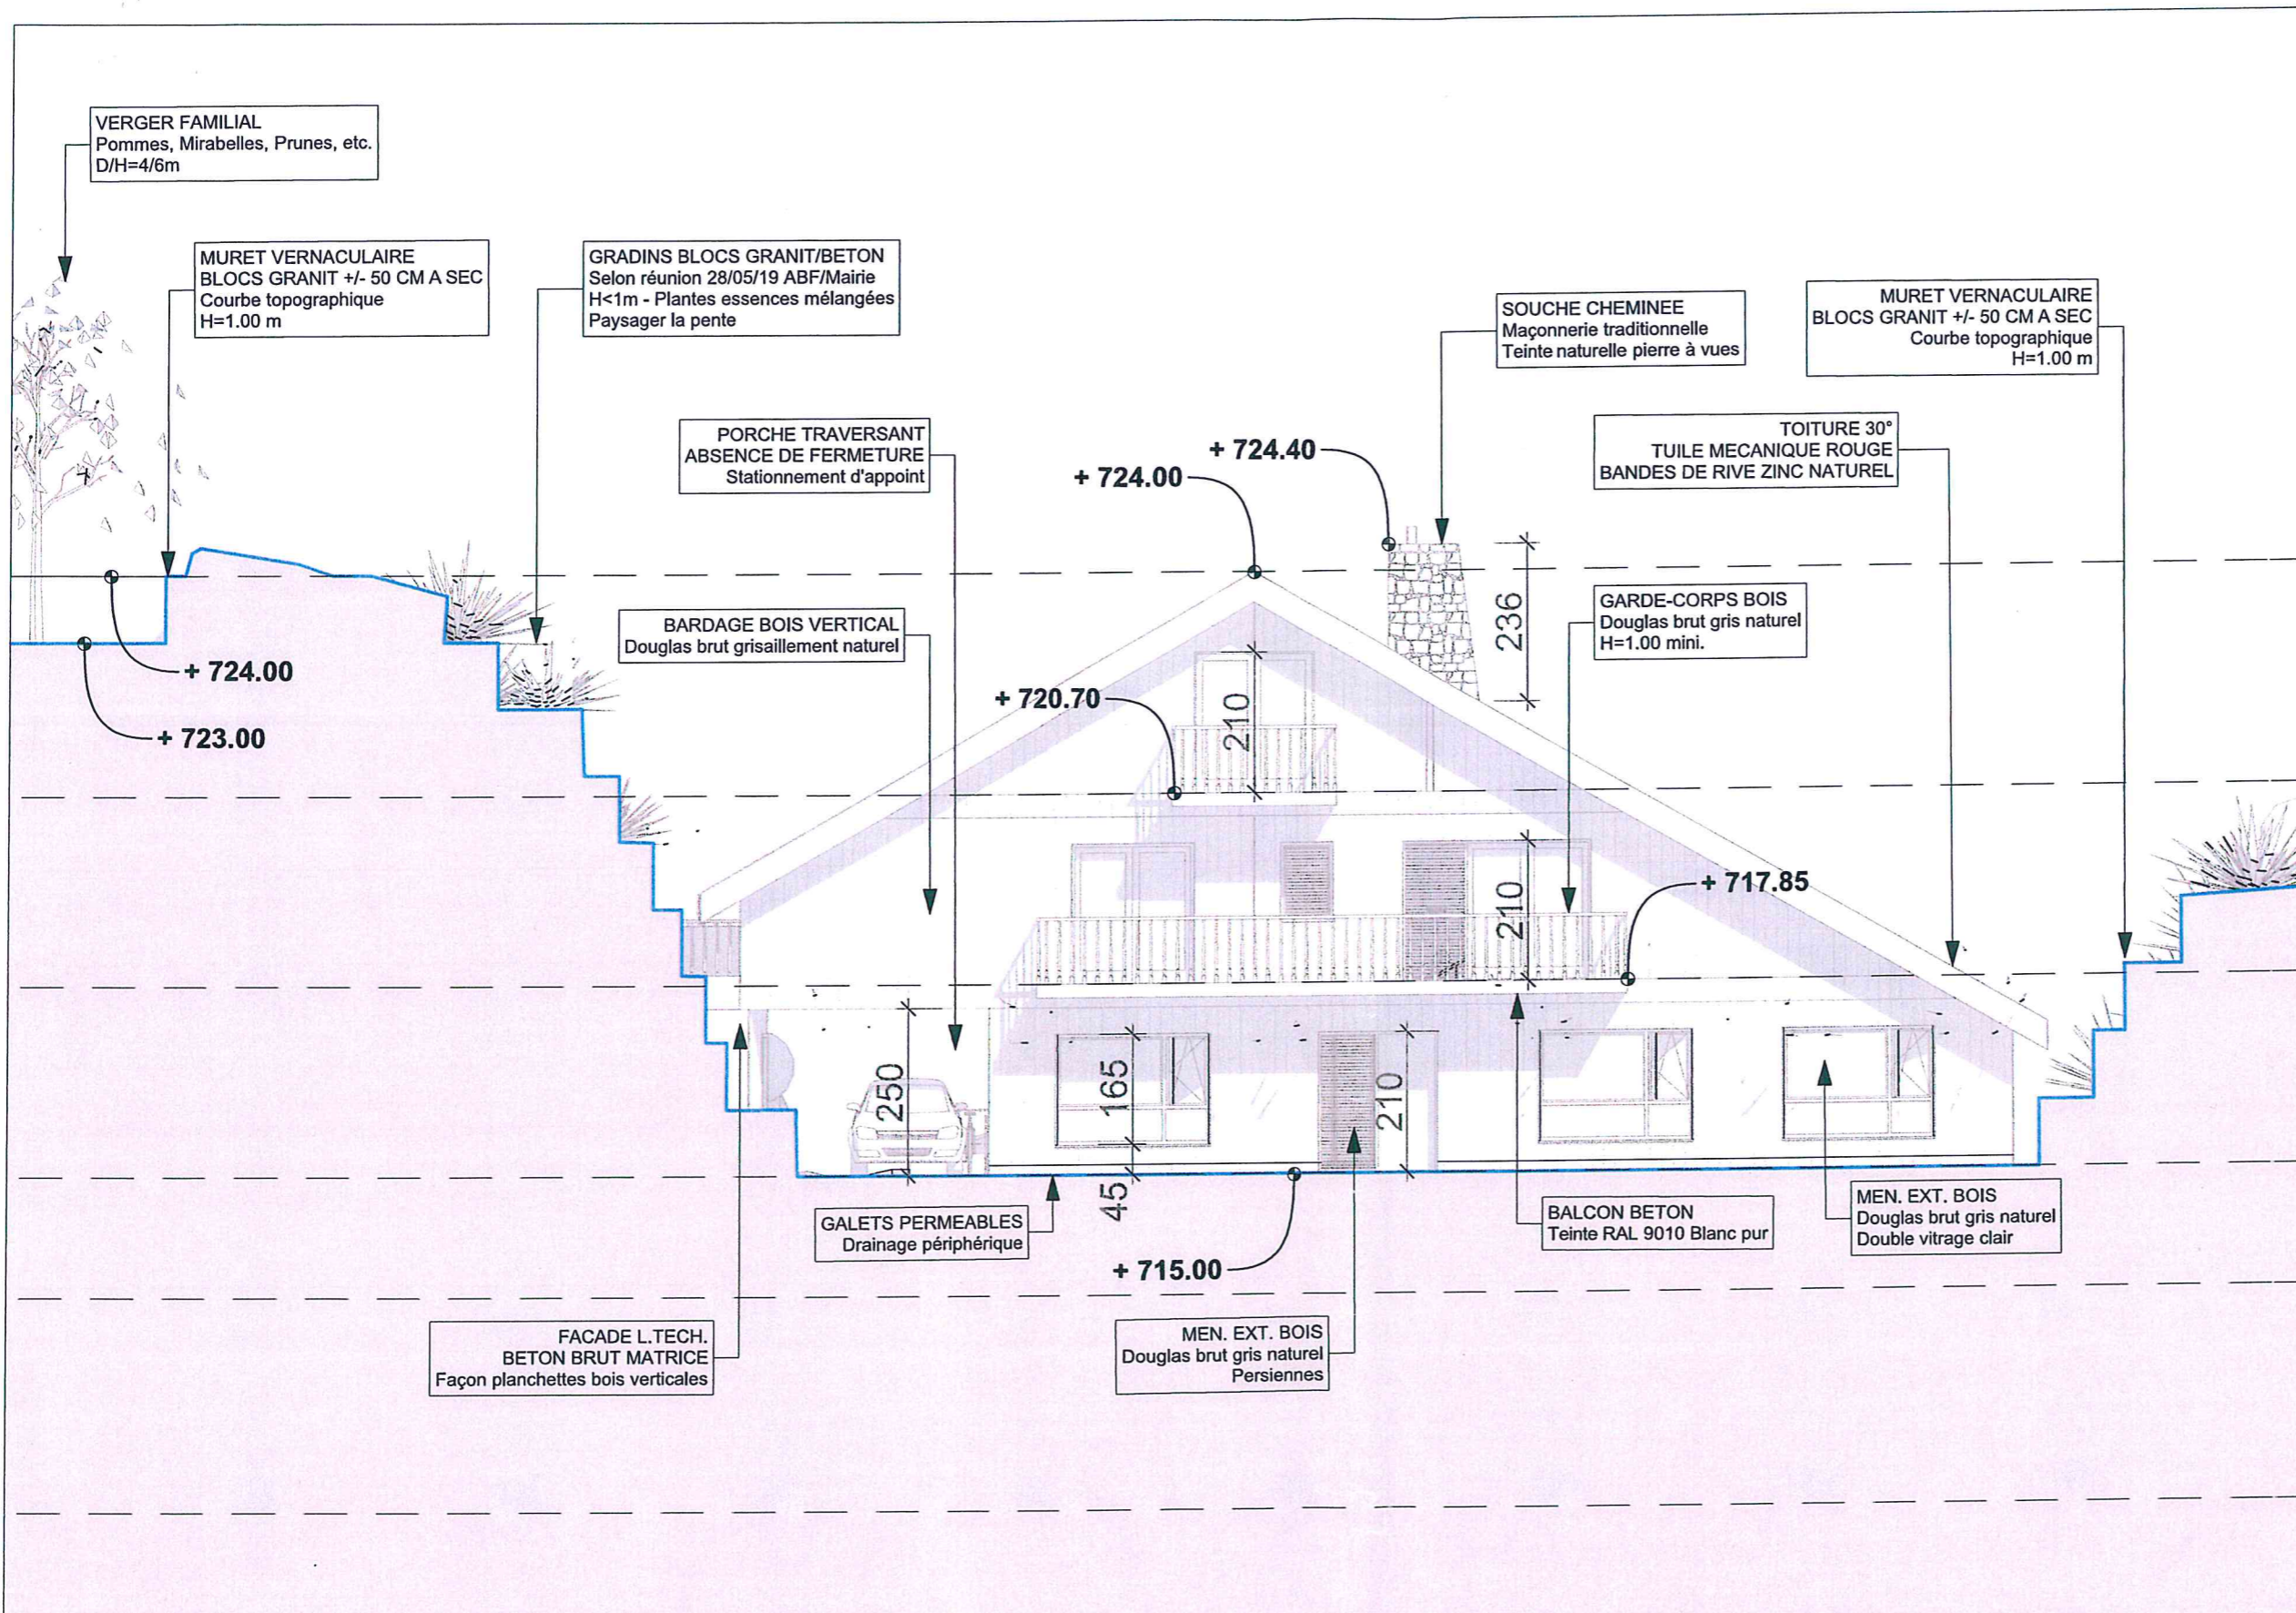 VERGER FAMILIAL
Pommes, Mirabelles, Prunes, etc.
D/H=4/6m
MURET VERNACULAIRE
BLOCS GRANIT +/- 50 CM A SEC
Courbe topographique
H=1.00 m
GRADINS BLOCS GRANIT/BETON
Selon réunion 28/05/19 ABF/Mairie
H<1m - Plantes essences mélangées
Paysager la pente
SOUCHE CHEMINEE
Maçonnerie traditionnelle
Teinte naturelle pierre à vues
MURET VERNACULAIRE
BLOCS GRANIT +/- 50 CM A SEC
Courbe topographique
H=1.00 m
PORCHE TRAVERSANT
ABSENCE DE FERMETURE
Stationnement d'appoint
+ 724.40
+ 724.00
TOITURE 30°
TUILE MECANIQUE ROUGE
BANDES DE RIVE ZINC NATUREL
236
GARDE-CORPS BOIS
Douglas brut gris naturel
H=1.00 mini.
BARDAGE BOIS VERTICAL
Douglas brut grisaillement naturel
+ 724.00
+ 723.00
+ 720.70
210
+ 717.85
210
250
165
210
45
GALETS PERMEABLES
Drainage périphérique
+ 715.00
BALCON BETON
Teinte RAL 9010 Blanc pur
MEN. EXT. BOIS
Douglas brut gris naturel
Double vitrage clair
FACADE L.TECH.
BETON BRUT MATRICE
Façon planchettes bois verticales
MEN. EXT. BOIS
Douglas brut gris naturel
Persiennes